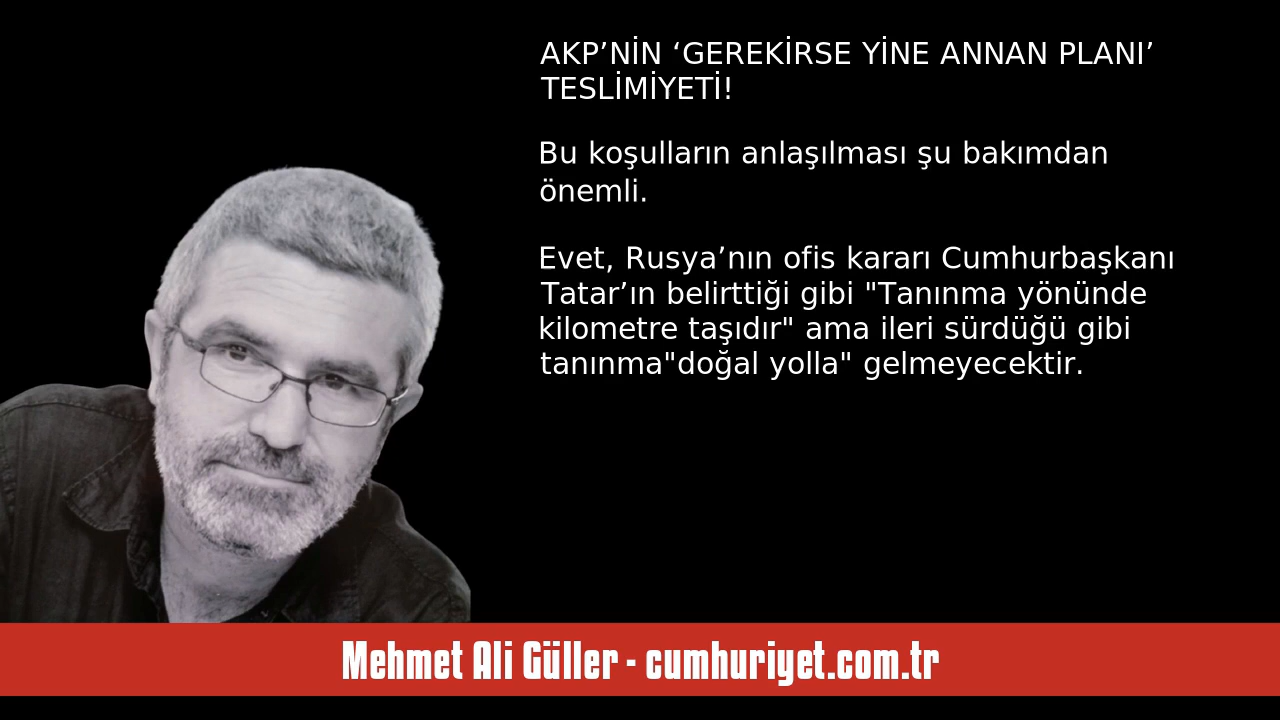 AKP’NİN ‘GEREKİRSE YİNE ANNAN PLANI’
TESLİMİYETİ!
Bu koşulların anlaşılması şu bakımdan
önemli.
Evet, Rusya’nın ofis kararı Cumhurbaşkanı
Tatar’ın belirttiği gibi "Tanınma yönünde
kilometre taşıdır" ama ileri sürdüğü gibi
tanınma"doğal yolla" gelmeyecektir.
Mehmet Ali Güller - cumhuriyet.com.tr